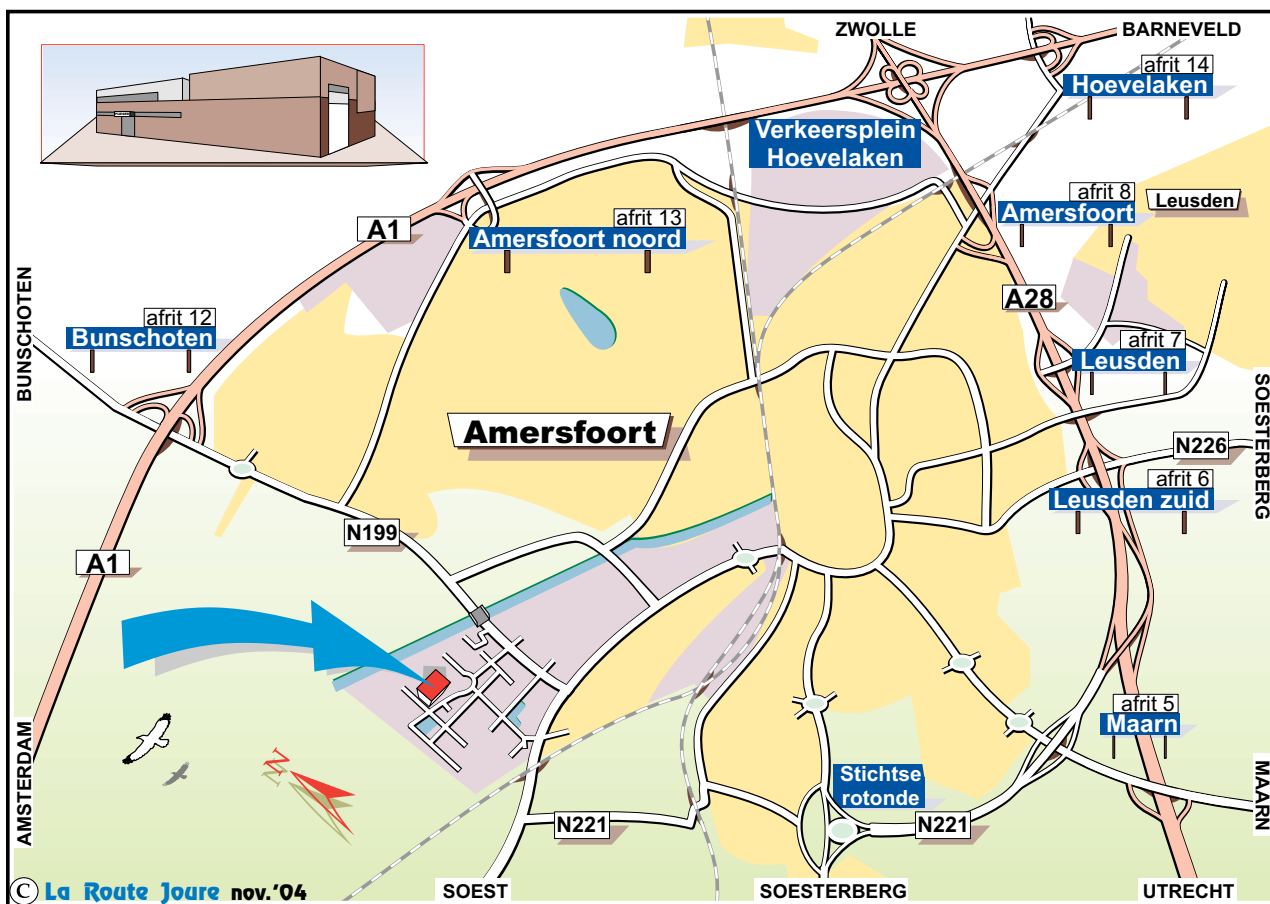 ZWOLLE
BARNEVELD
afrit 14
Hoevelaken
Verkeersplein
Hoevelaken
afrit 8
Amersfoort
Leusden
A1
afrit 13
Amersfoort noord
BUNSCHOTEN
afrit 12
Bunschoten
A28
afrit 7
Leusden
SOESTERBERG
Amersfoort
N226
afrit 6
Leusden zuid
N199
A1
afrit 5
Maarn
AMSTERDAM
N
N
Stichtse
rotonde
MAARN
N221
N221
© La Route Joure nov.'04
SOEST
SOESTERBERG
UTRECHT